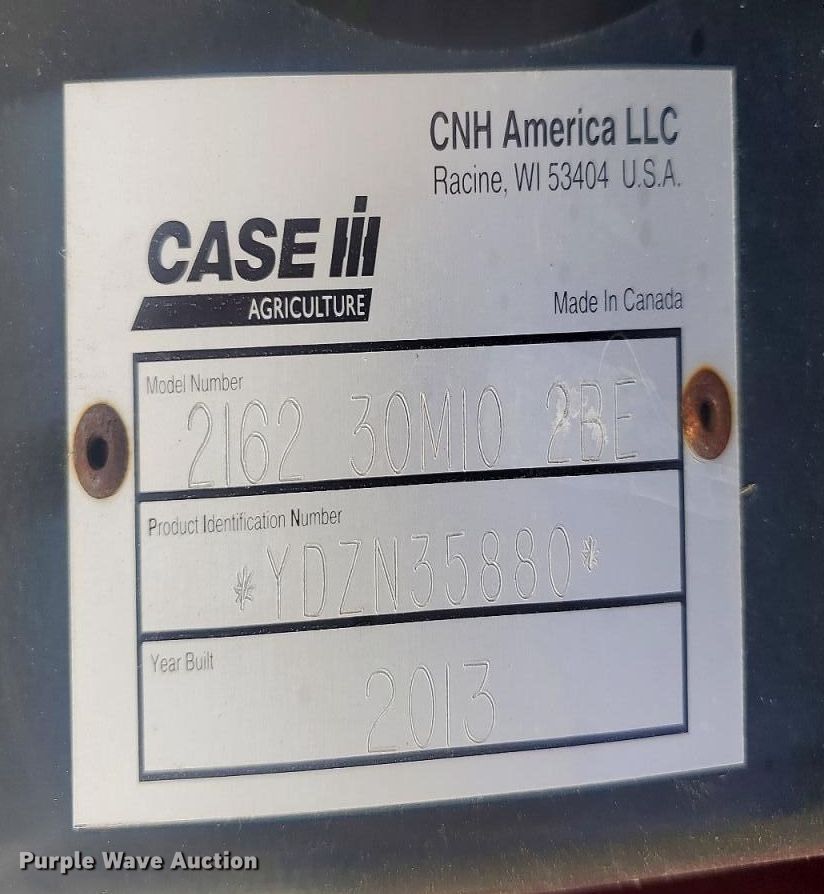 CNH America LLC
Racine, WI 53404 U.S.A.
CASE IH
AGRICULTURE
Made In Canada
Model Number
2162 30M10 2BE
Product Identification Number
*YDZN35880*
Year Built
2013
Purple Wave Auction